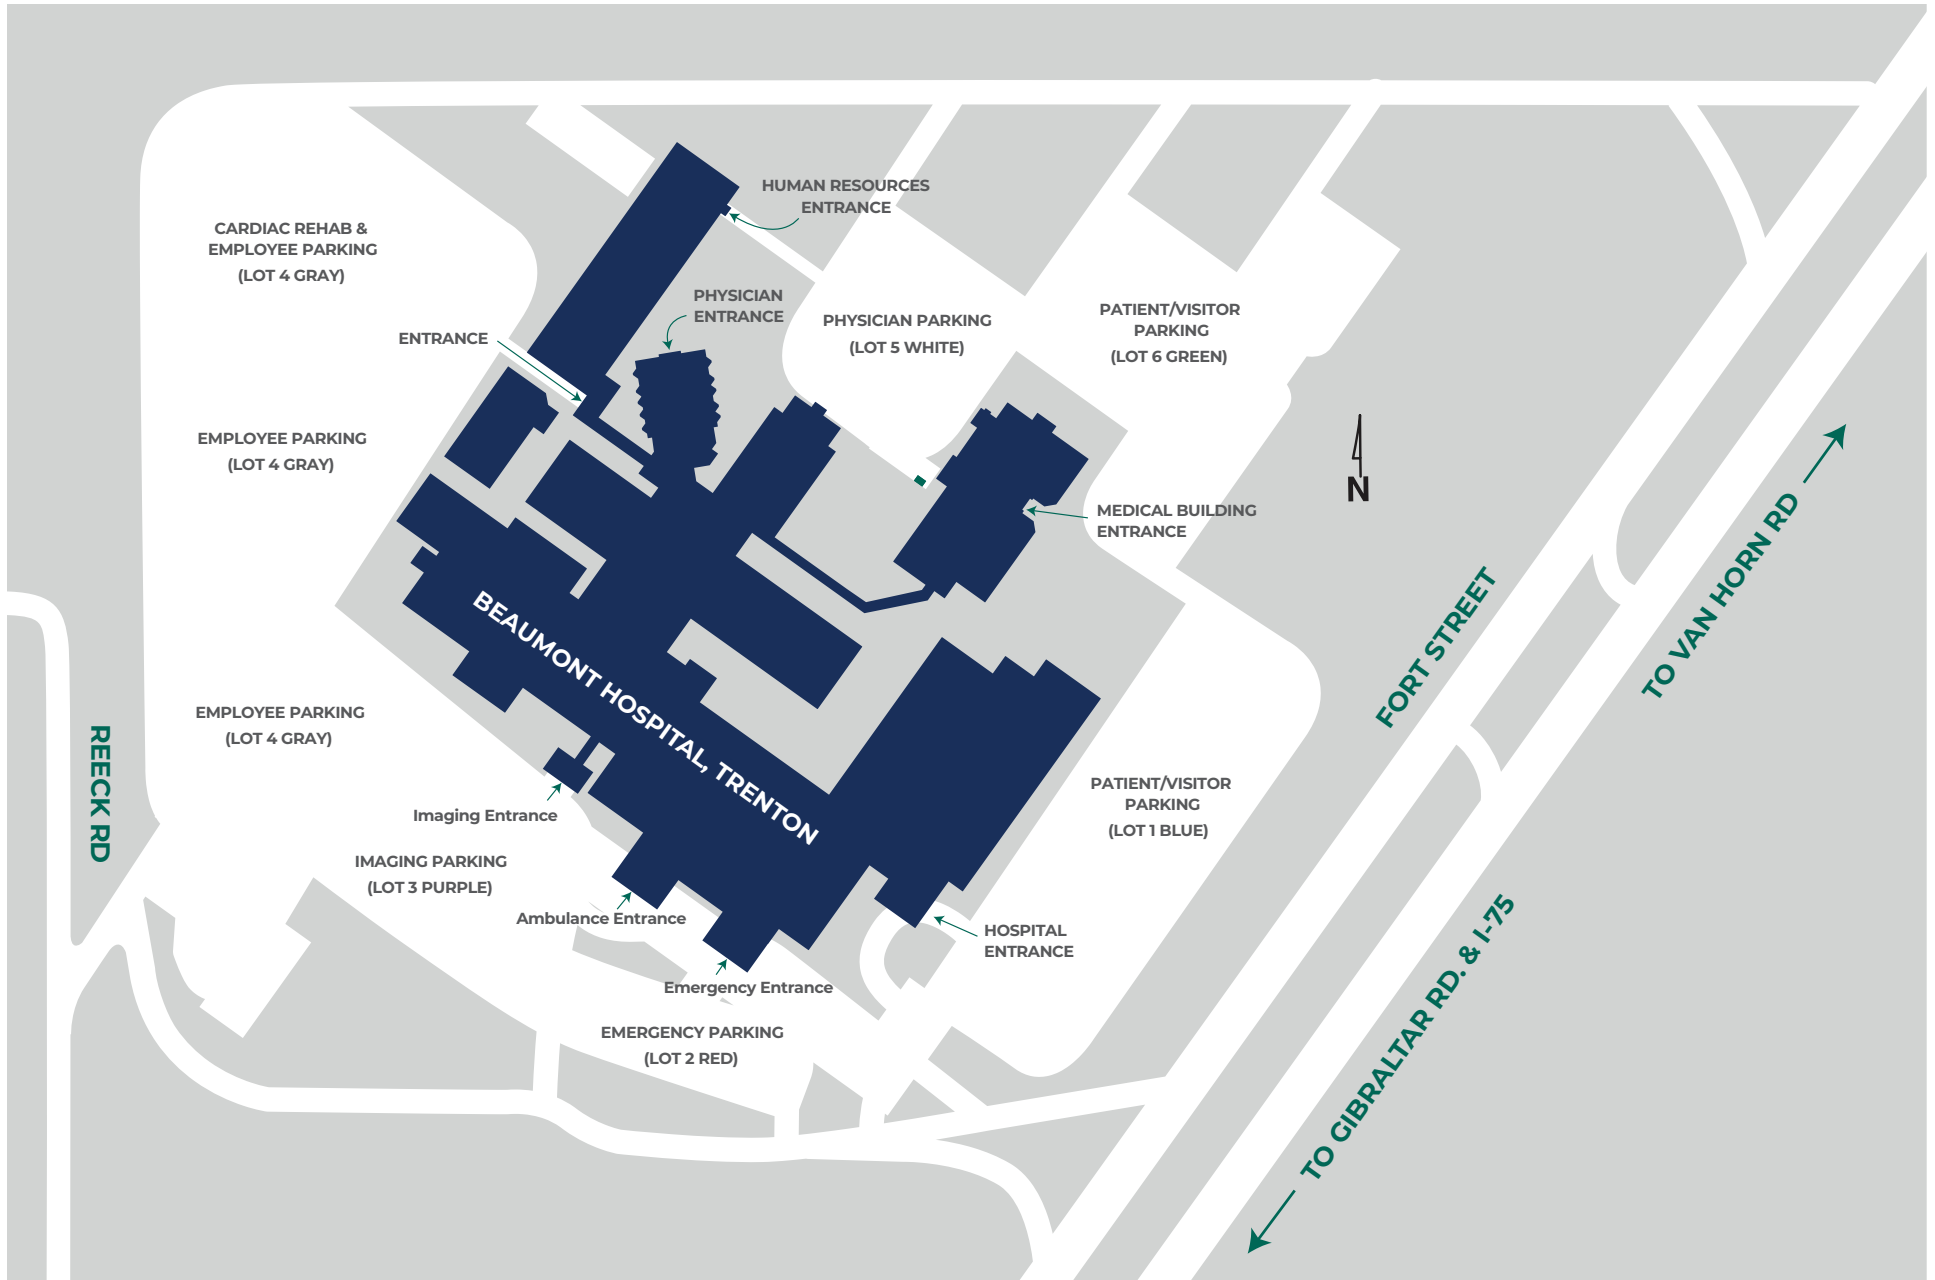 HUMAN RESOURCES
ENTRANCE
CARDIAC REHAB &
EMPLOYEE PARKING
(LOT 4 GRAY)
PHYSICIAN
ENTRANCE
ENTRANCE
PHYSICIAN PARKING
(LOT 5 WHITE)
PATIENT/VISITOR
PARKING
(LOT 6 GREEN)
EMPLOYEE PARKING
(LOT 4 GRAY)
N
MEDICAL BUILDING
ENTRANCE
TO VAN HORN RD
FORT STREET
BEAUMONT HOSPITAL, TRENTON
EMPLOYEE PARKING
(LOT 4 GRAY)
REECK RD
PATIENT/VISITOR
PARKING
(LOT 1 BLUE)
Imaging Entrance
IMAGING PARKING
(LOT 3 PURPLE)
Ambulance Entrance
HOSPITAL
ENTRANCE
Emergency Entrance
EMERGENCY PARKING
(LOT 2 RED)
TO GIBRALTAR RD. & I-75